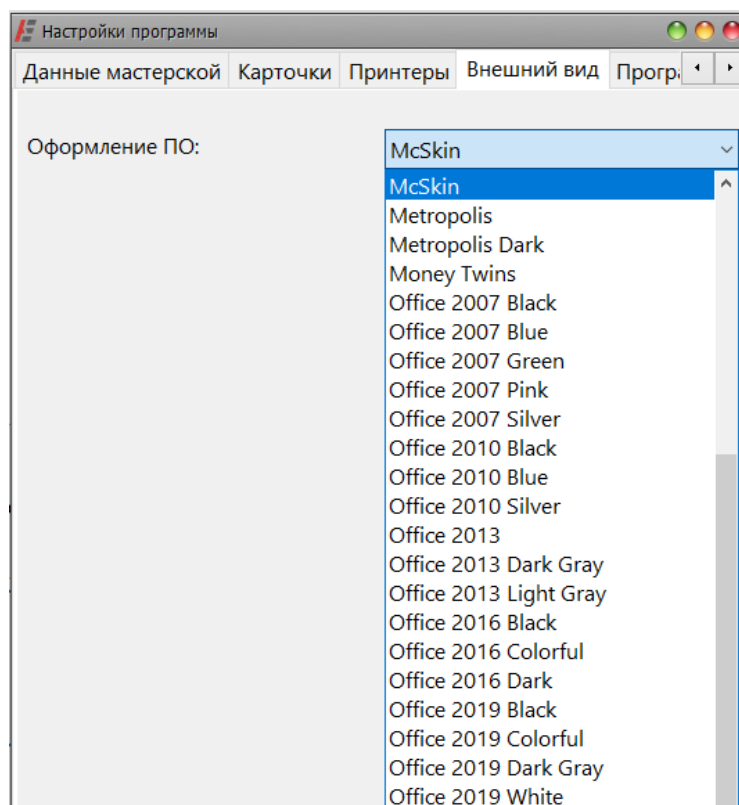 Настройки программы
Данные мастерской Карточки Принтеры Внешний вид Програ
Оформление ПО:
McSkin
McSkin
Metropolis
Metropolis Dark
Money Twins
Office 2007 Black
Office 2007 Blue
Office 2007 Green
Office 2007 Pink
Office 2007 Silver
Office 2010 Black
Office 2010 Blue
Office 2010 Silver
Office 2013
Office 2013 Dark Gray
Office 2013 Light Gray
Office 2016 Black
Office 2016 Colorful
Office 2016 Dark
Office 2019 Black
Office 2019 Colorful
Office 2019 Dark Gray
Office 2019 White